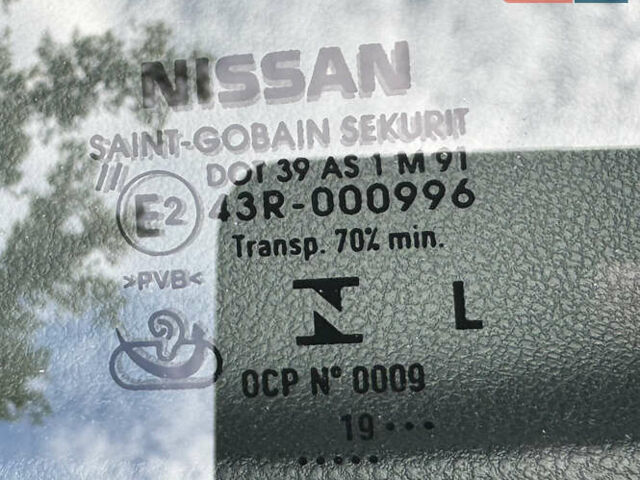 NISSAN
SAINT-GOBAIN SEKURIT
DOT 39 AS 1 M 91
/// E2 43R-000996
Transp. 70% min.
>PVB<
N L
OCP Nº 0009
19 •••
•••••